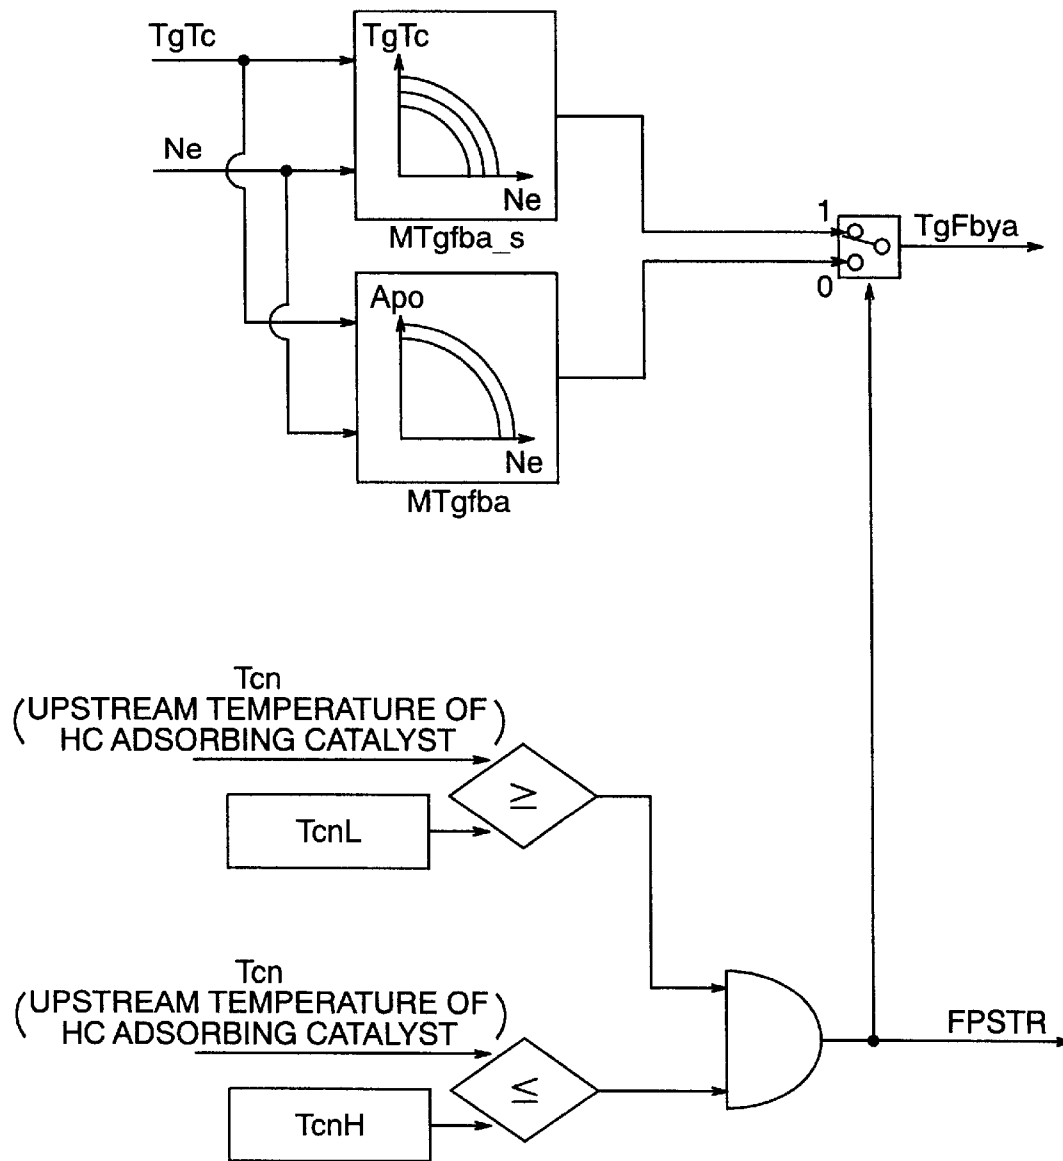 TgTc
TgTc
Ne
Ne
MTgfba_s
1
TgFbya
0
Apo
Ne
MTgfba
Tcn
(UPSTREAM TEMPERATURE OF
HC ADSORBING CATALYST)
≥
TcnL
Tcn
(UPSTREAM TEMPERATURE OF
HC ADSORBING CATALYST)
FPSTR
≤
TcnH